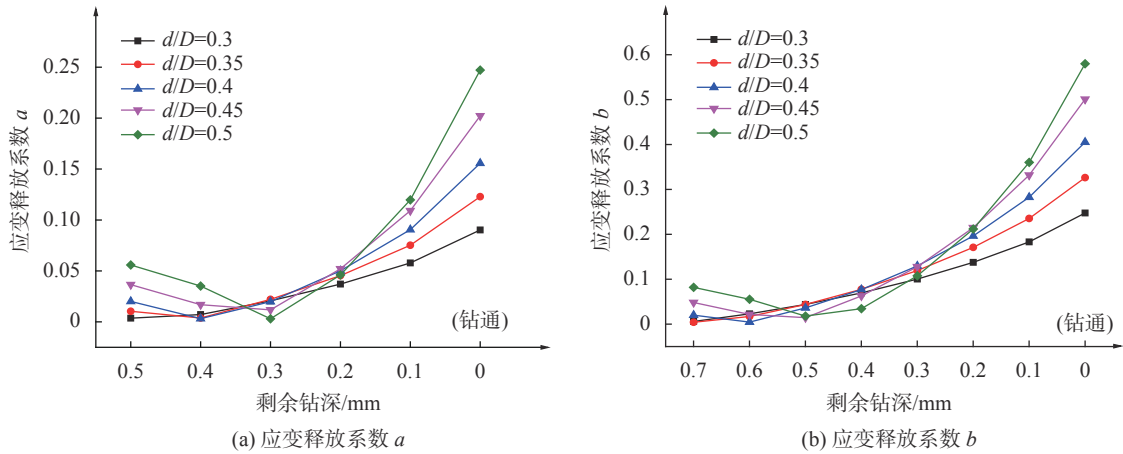 应变释放系数 a
0.25
0.20
0.15
0.10
0.05
0
d/D=0.3
d/D=0.35
d/D=0.4
d/D=0.45
d/D=0.5
(钻通)
0.5 0.4 0.3 0.2 0.1 0
剩余钻深/mm
(a) 应变释放系数 a
应变释放系数 b
0.6
0.5
0.4
0.3
0.2
0.1
0
d/D=0.3
d/D=0.35
d/D=0.4
d/D=0.45
d/D=0.5
(钻通)
0.7 0.6 0.5 0.4 0.3 0.2 0.1 0
剩余钻深/mm
(b) 应变释放系数 b